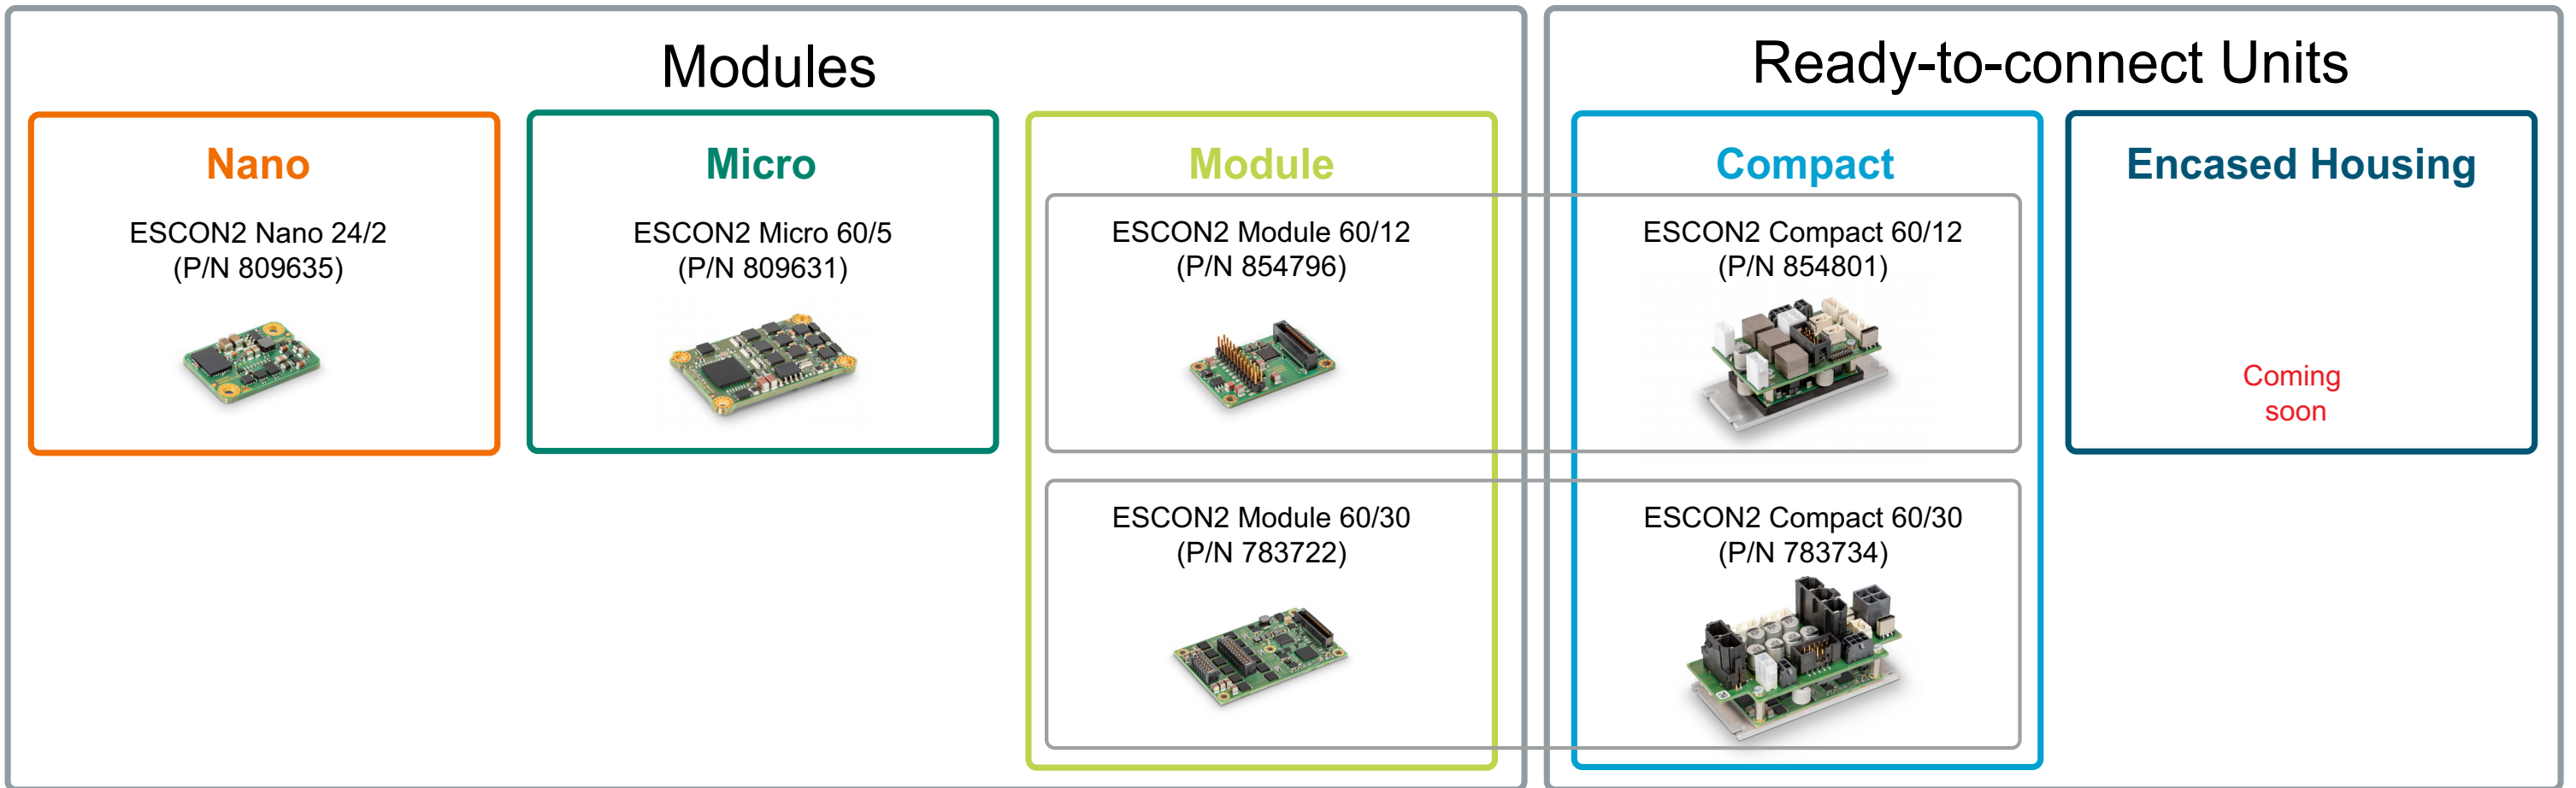 Modules
Nano
ESCON2 Nano 24/2
(P/N 809635)
Micro
ESCON2 Micro 60/5
(P/N 809631)
Module
ESCON2 Module 60/12
(P/N 854796)
ESCON2 Module 60/30
(P/N 783722)
Ready-to-connect Units
Compact
ESCON2 Compact 60/12
(P/N 854801)
ESCON2 Compact 60/30
(P/N 783734)
Encased Housing
Coming
soon